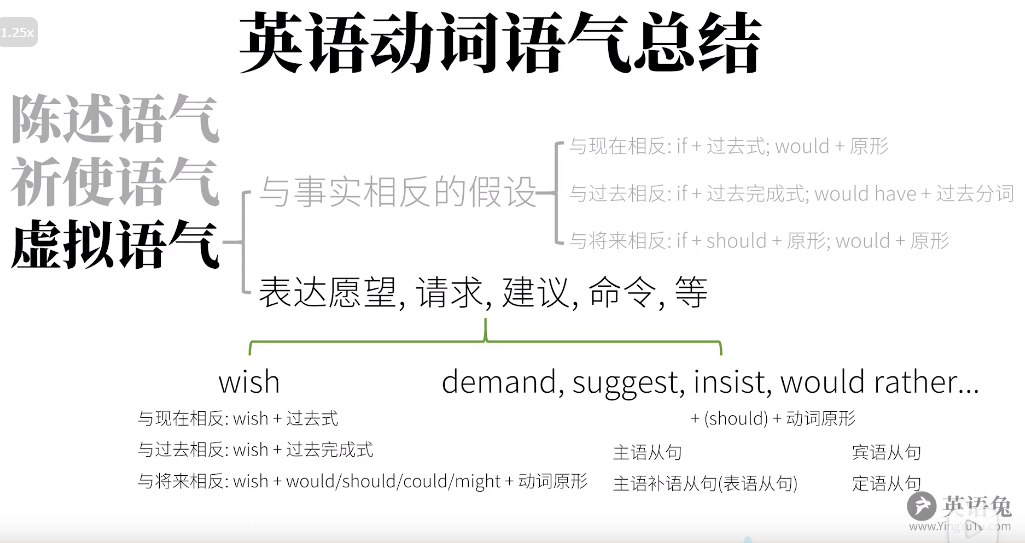 1.25x
英语动词语气总结
陈述语气
祈使语气
虚拟语气
与事实相反的假设
与现在相反: if + 过去式; would + 原形
与过去相反: if + 过去完成式; would have + 过去分词
与将来相反: if + should + 原形; would + 原形
表达愿望, 请求, 建议, 命令, 等
wish
与现在相反: wish + 过去式
与过去相反: wish + 过去完成式
与将来相反: wish + would/should/could/might + 动词原形
demand, suggest, insist, would rather...
+ (should) + 动词原形
主语从句 宾语从句
主语补语从句(表语从句) 定语从句
英语兔